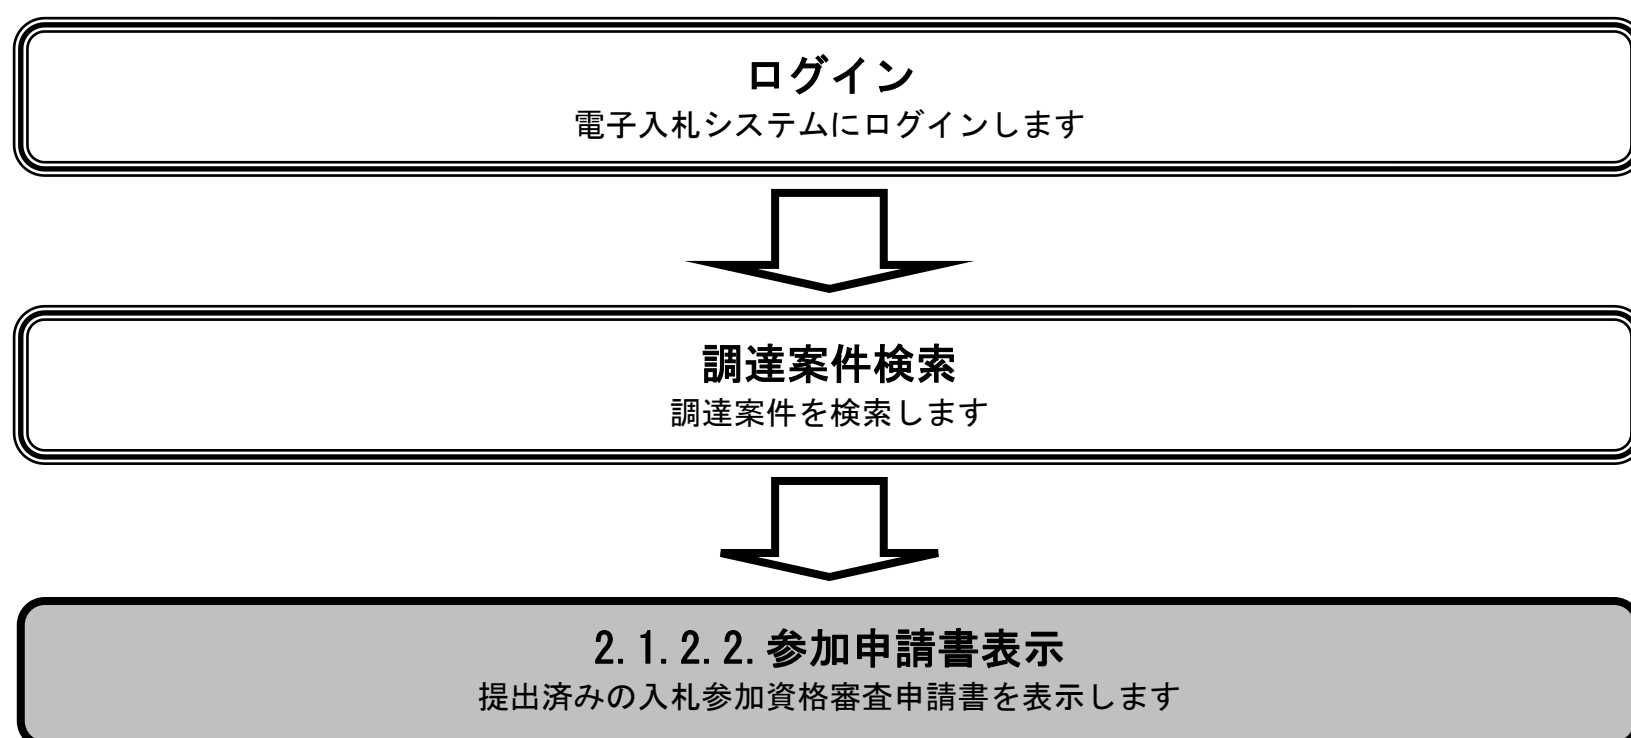 ログイン
電子入札システムにログインします
調達案件検索
調達案件を検索します
2.1.2.2.参加申請書表示
提出済みの入札参加資格審査申請書を表示します